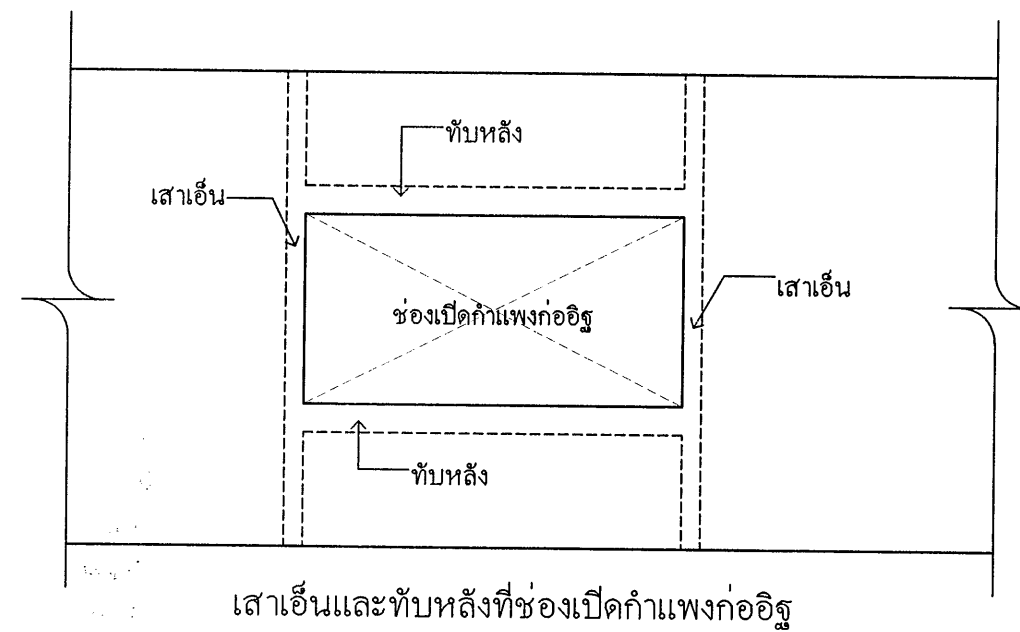 ทับหลัง
เสาเอ็น
เสาเอ็น
ช่องเปิดกำแพงก่ออิฐ
ทับหลัง
เสาเอ็นและทับหลังที่ช่องเปิดกำแพงก่ออิฐ